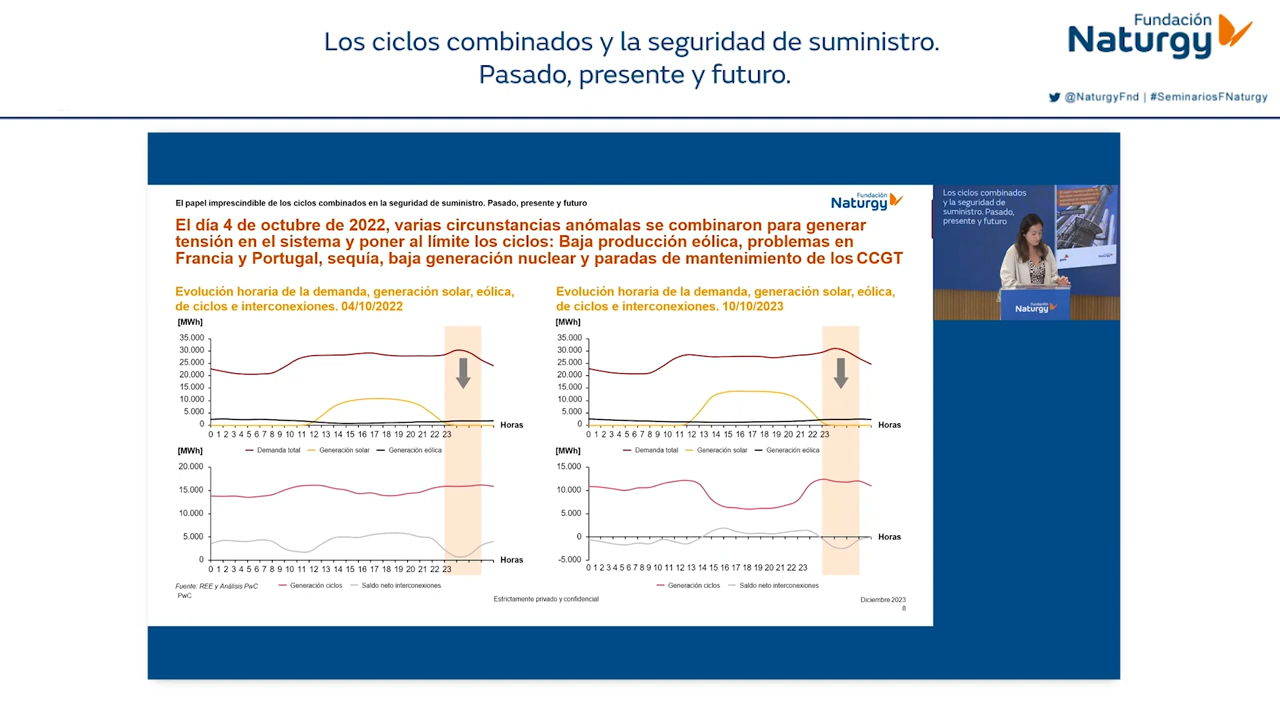 Los ciclos combinados y la seguridad de suministro.
Pasado, presente y futuro.
Fundación
Naturgy
@NaturgyFnd | #SeminariosFNaturgy
El papel imprescindible de los ciclos combinados en la seguridad de suministro. Pasado, presente y futuro
Fundación
Naturgy
El día 4 de octubre de 2022, varias circunstancias anómalas se combinaron para generar
tensión en el sistema y poner al límite los ciclos: Baja producción eólica, problemas en
Francia y Portugal, sequía, baja generación nuclear y paradas de mantenimiento de los CCGT
Evolución horaria de la demanda, generación solar, eólica,
de ciclos e interconexiones. 04/10/2022
[MWh]
35.000
30.000
25.000
20.000
15.000
10.000
5.000
0
Horas
0 1 2 3 4 5 6 7 8 9 10 11 12 13 14 15 16 17 18 19 20 21 22 23
Demanda total Generación solar Generación eólica
[MWh]
20.000
15.000
10.000
5.000
0
Horas
0 1 2 3 4 5 6 7 8 9 10 11 12 13 14 15 16 17 18 19 20 21 22 23
Generación ciclos Saldo neto interconexiones
Evolución horaria de la demanda, generación solar, eólica,
de ciclos e interconexiones. 10/10/2023
[MWh]
35.000
30.000
25.000
20.000
15.000
10.000
5.000
0
Horas
0 1 2 3 4 5 6 7 8 9 10 11 12 13 14 15 16 17 18 19 20 21 22 23
Demanda total Generación solar Generación eólica
[MWh]
15.000
10.000
5.000
0
-5.000
Horas
0 1 2 3 4 5 6 7 8 9 10 11 12 13 14 15 16 17 18 19 20 21 22 23
Generación ciclos Saldo neto interconexiones
Fuente: REE y Análisis PwC
PwC
Estrictamente privado y confidencial
Diciembre 2023
8
Los ciclos combinados
y la seguridad de
suministro. Pasado,
presente y futuro
Fundación
Naturgy